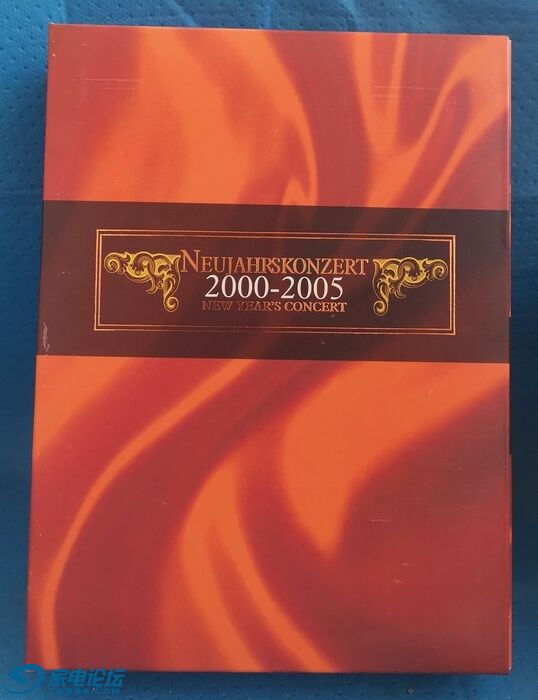 NEUJAHRSKONZERT
2000-2005
NEW YEAR'S CONCERT
家电论坛